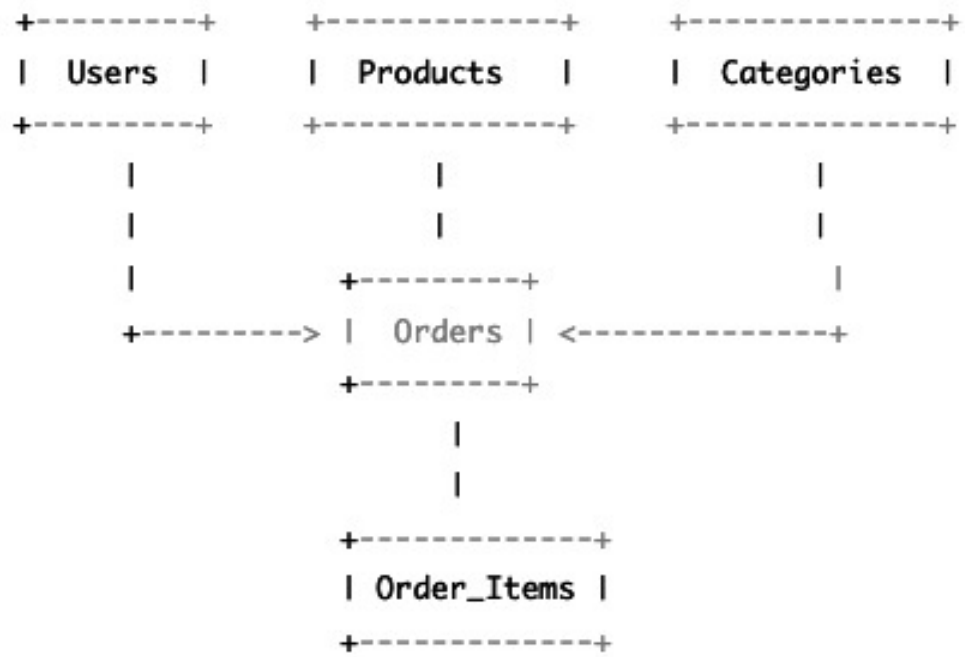 +----------+     +--------------+     +---------------+
|  Users  |     |  Products   |     |  Categories  |
+----------+     +--------------+     +---------------+
      |                |                    |
      |                |                    |
      |          +----------+               |
      +---------> |  Orders  | <--------------+
                 +----------+
                       |
                       |
                 +-------------+
                 | Order_Items |
                 +-------------+